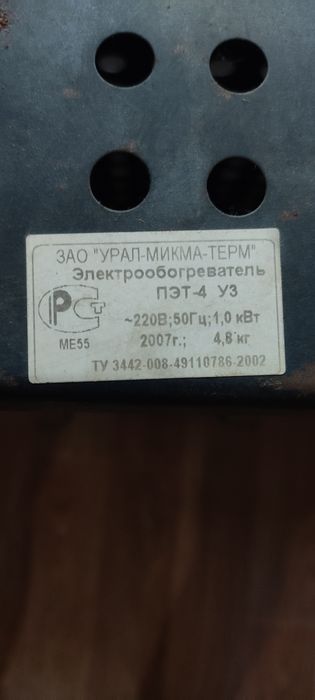 ЗАО "УРАЛ-МИКМА-ТЕРМ"
Электрообогреватель
ПЭТ-4 У3
РСТ ~220В;50Гц;1,0 кВт
МЕ55 2007г.; 4,8 кг
ТУ 3442-008-49110786-2002